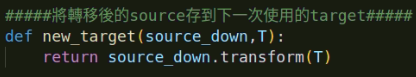 #####將轉移後的source存到下一次使用的target#####
def new_target(source_down,T):
    return source_down.transform(T)